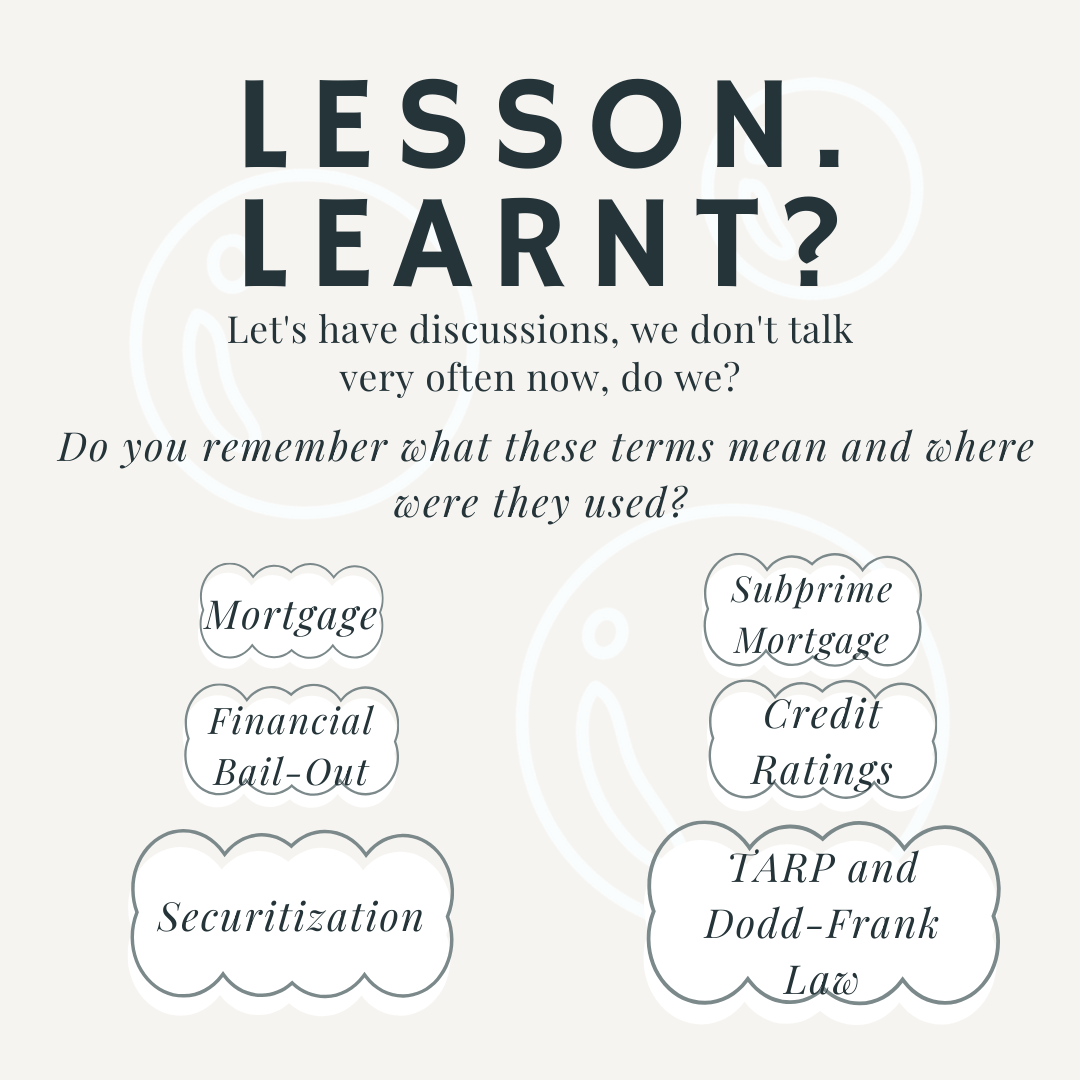 LESSON.
LEARNT?
Let's have discussions, we don't talk
very often now, do we?
Do you remember what these terms mean and where
were they used?
Mortgage
Subprime
Mortgage
Financial
Bail-Out
Credit
Ratings
Securitization
TARP and
Dodd-Frank
Law